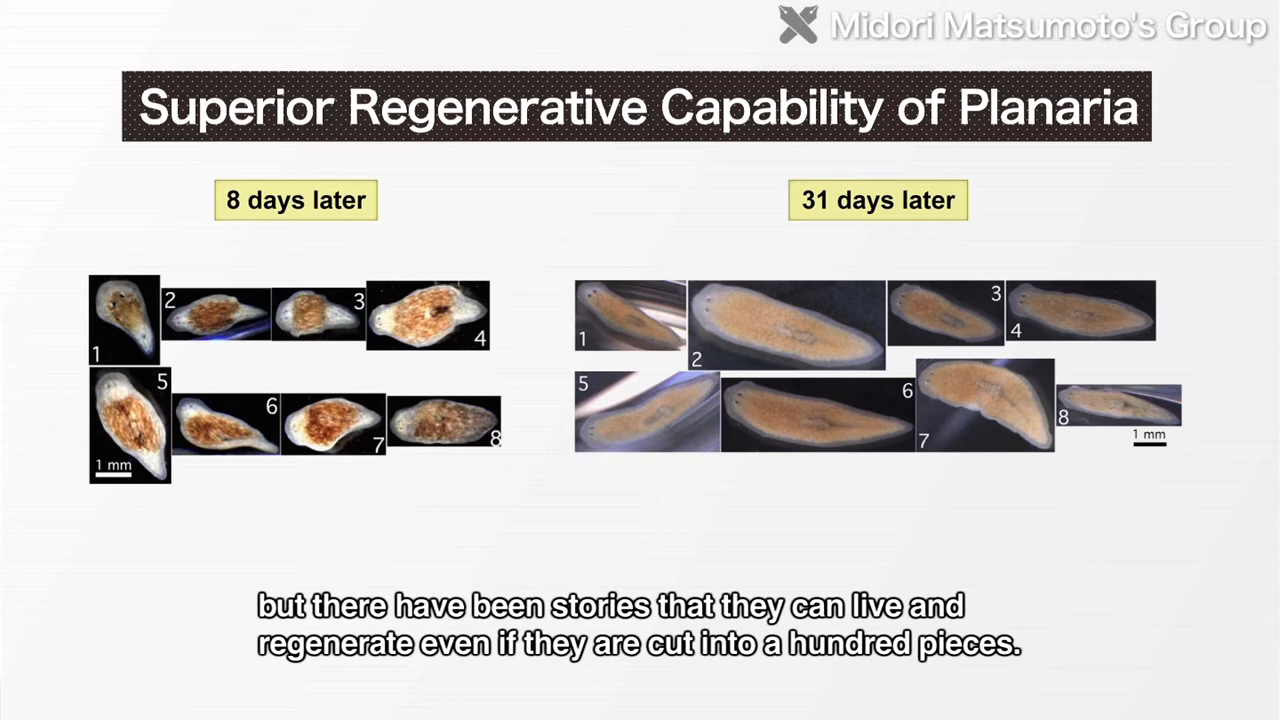 Midori Matsumoto's Group
Superior Regenerative Capability of Planaria
8 days later
31 days later
1
2
3
4
5
6
7
8
1 mm
1
2
3
4
5
6
7
8
1 mm
but there have been stories that they can live and
regenerate even if they are cut into a hundred pieces.